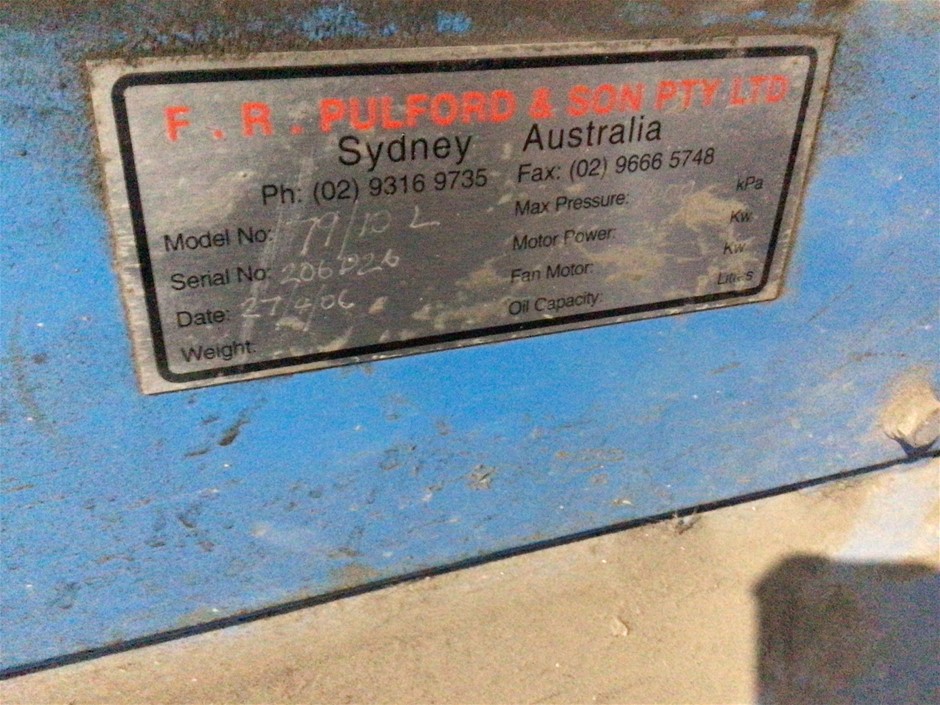 F . R . PULFORD & SON PTY LTD
Sydney Australia
Ph: (02) 9316 9735 Fax: (02) 9666 5748
Model No: 79/10 L
Serial No:
Date: 27/4/06
Weight:
Max Pressure: kPa
Motor Power: Kw
Fan Motor: Kw
Oil Capacity: Litres